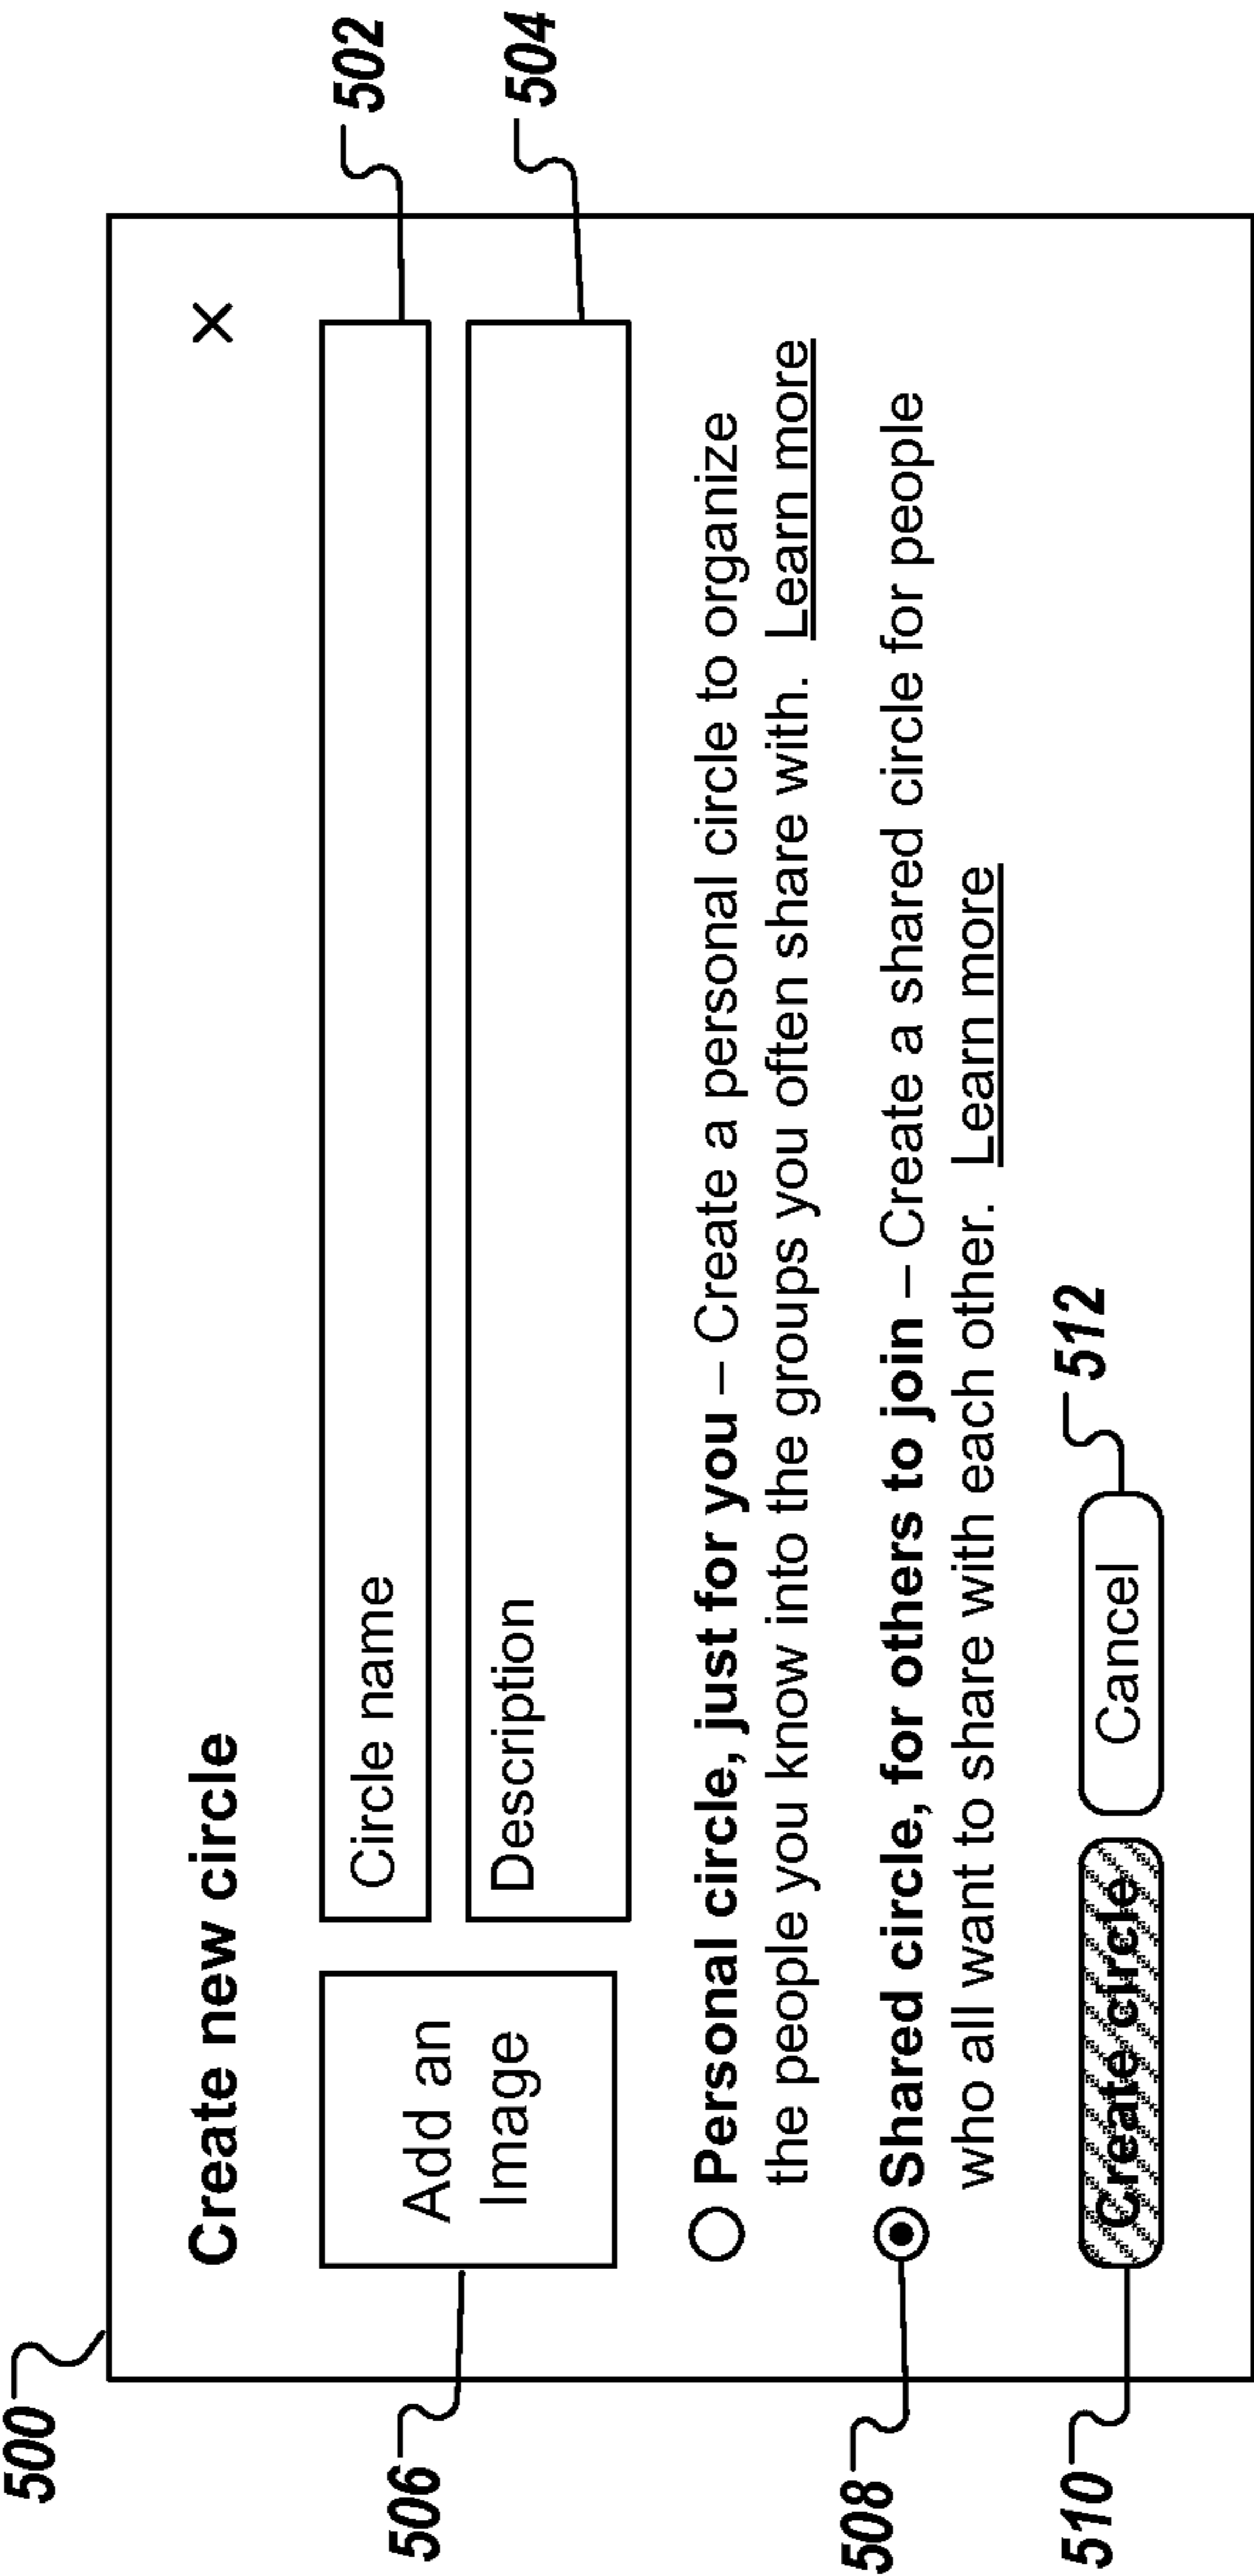 500
Create new circle
X
506
Add an
Image
Circle name
502
Description
504
Personal circle, just for you – Create a personal circle to organize
the people you know into the groups you often share with. Learn more
508
Shared circle, for others to join – Create a shared circle for people
who all want to share with each other. Learn more
510
Create circle
Cancel
512